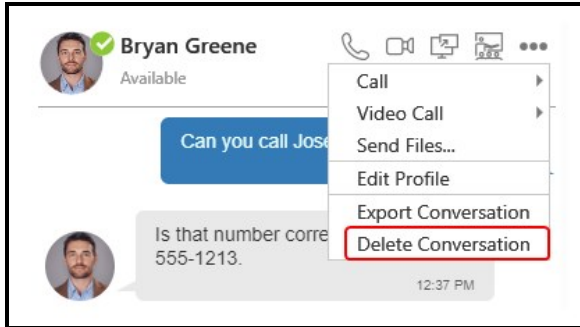 Bryan Greene
Available
Call
Video Call
Can you call Jose
Send Files...
Edit Profile
Export Conversation
Is that number corre
Delete Conversation
555-1213.
12:37 PM